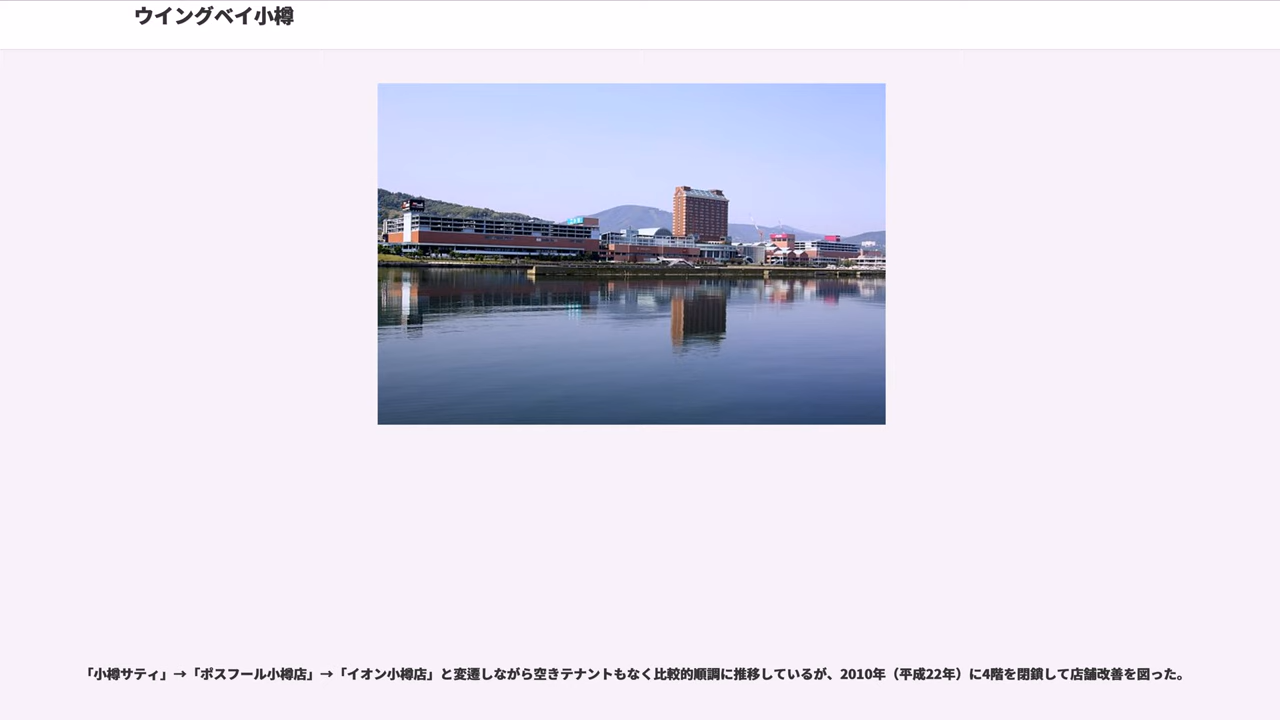 ウイングベイ小樽
「小樽サティ」→「ポスフール小樽店」→「イオン小樽店」と変遷しながら空きテナントもなく比較的順調に推移しているが、2010年（平成22年）に4階を閉鎖して店舗改善を図った。